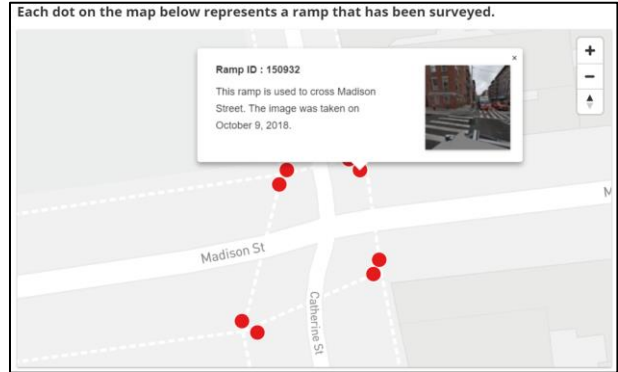 Each dot on the map below represents a ramp that has been surveyed.
×
Ramp ID : 150932
This ramp is used to cross Madison
Street. The image was taken on
October 9, 2018.
+
−
M
Madison St
Catherine St